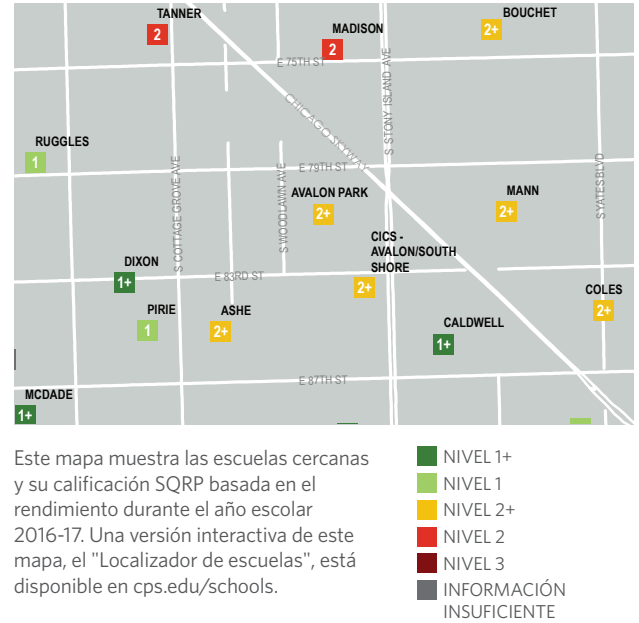 TANNER
2
MADISON
2
BOUCHET
2+
E 75TH ST
CHICAGO SKYWAY
S STONY ISLAND AVE
RUGGLES
1
S COTTAGE GROVE AVE
S WOODLAWN AVE
E 79TH ST
AVALON PARK
2+
MANN
2+
S YATES BLVD
CICS -
AVALON/SOUTH
SHORE
2+
DIXON
1+
E 83RD ST
PIRIE
1
ASHE
2+
CALDWELL
1+
COLES
2+
E 87TH ST
MCDADE
1+
Este mapa muestra las escuelas cercanas
y su calificación SQRP basada en el
rendimiento durante el año escolar
2016-17. Una versión interactiva de este
mapa, el "Localizador de escuelas", está
disponible en cps.edu/schools.
NIVEL 1+
NIVEL 1
NIVEL 2+
NIVEL 2
NIVEL 3
INFORMACIÓN
INSUFICIENTE